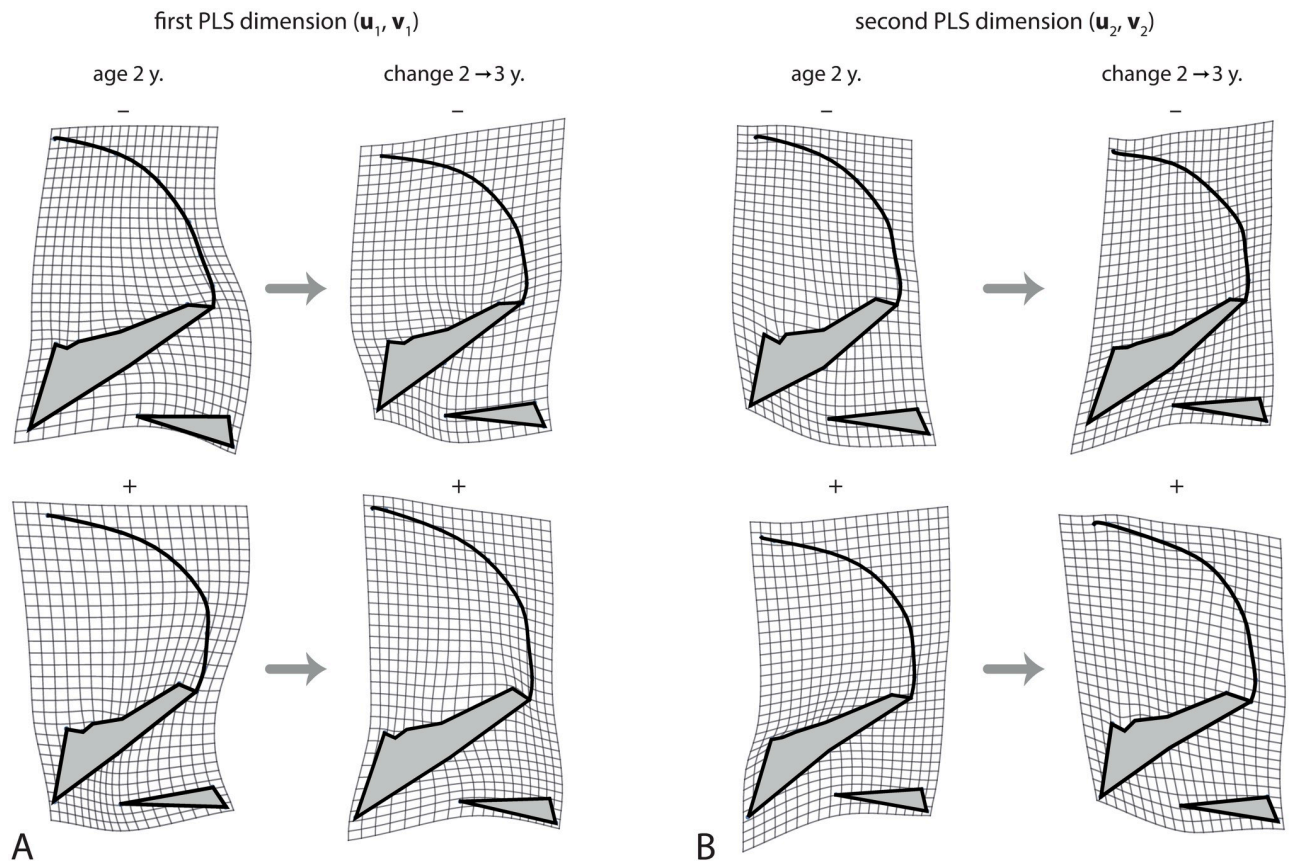 first PLS dimension (u1, v1)
second PLS dimension (u2, v2)
age 2 y.
change 2 → 3 y.
age 2 y.
change 2 → 3 y.
−
−
−
−
+
+
+
+
A
B